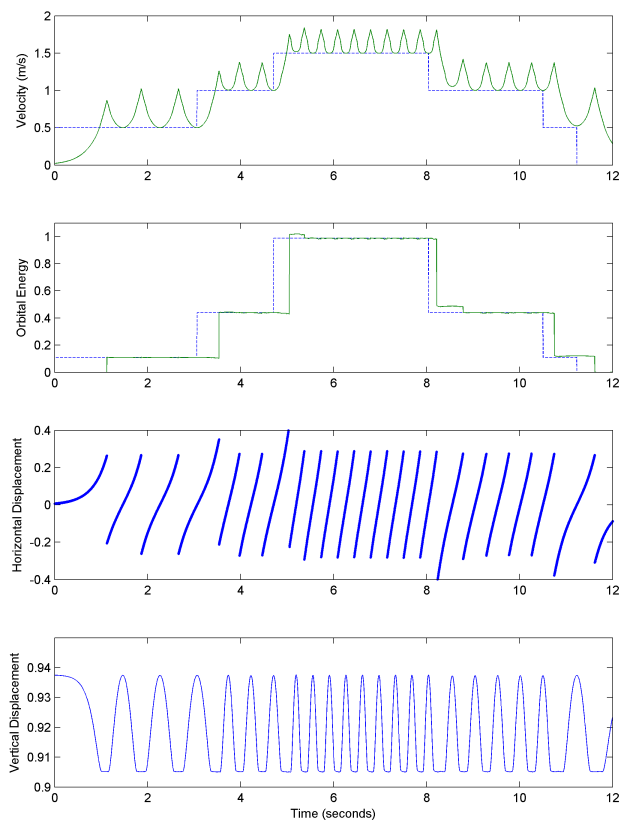 2
1.5
1
0.5
0
Velocity (m/s)
0 2 4 6 8 10 12
1
0.8
0.6
0.4
0.2
0
Orbital Energy
0 2 4 6 8 10 12
0.4
0.2
0
-0.2
-0.4
Horizontal Displacement
0 2 4 6 8 10 12
0.94
0.93
0.92
0.91
0.9
Vertical Displacement
0 2 4 6 8 10 12
Time (seconds)